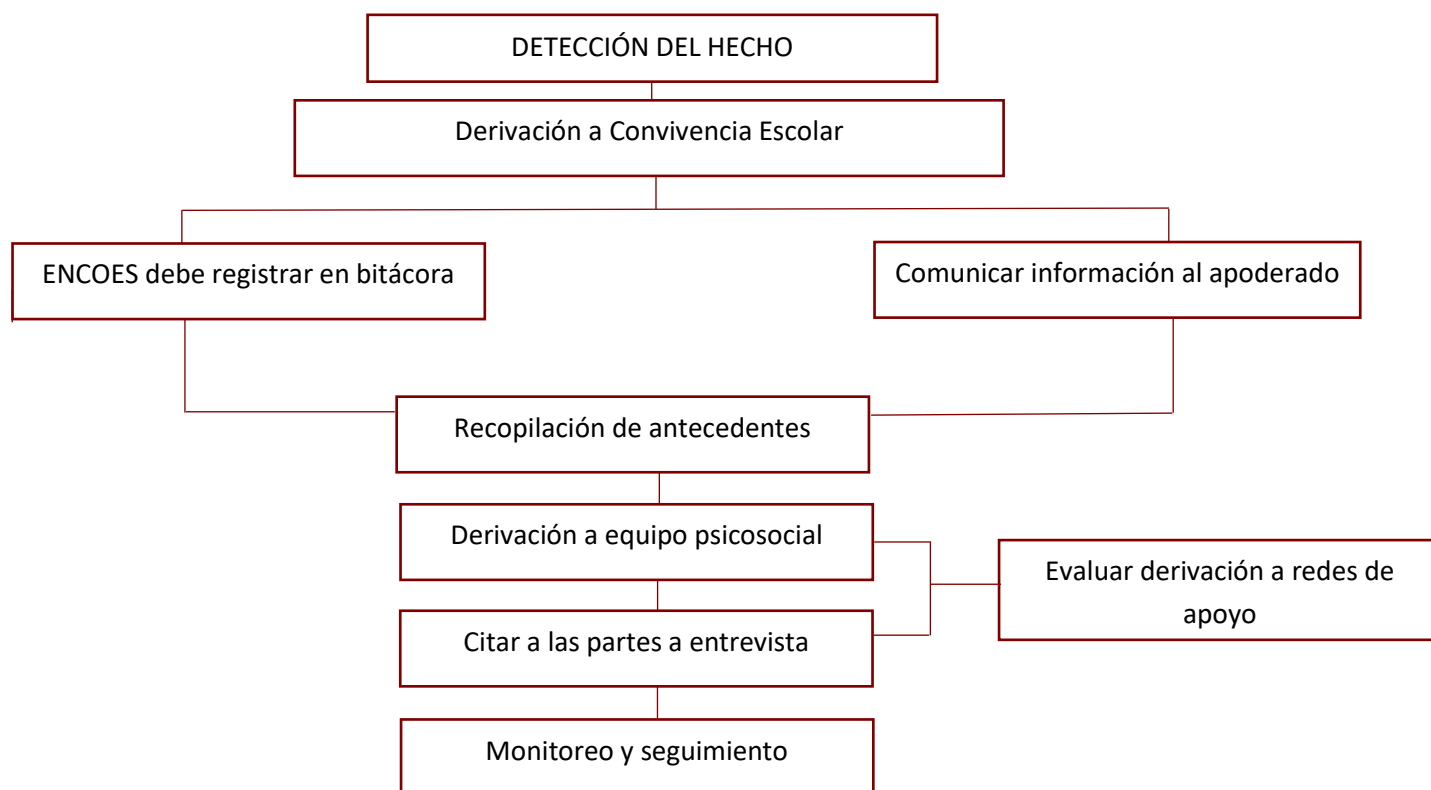 DETECCIÓN DEL HECHO
Derivación a Convivencia Escolar
ENCOES debe registrar en bitácora
Comunicar información al apoderado
Recopilación de antecedentes
Derivación a equipo psicosocial
Evaluar derivación a redes de
apoyo
Citar a las partes a entrevista
Monitoreo y seguimiento